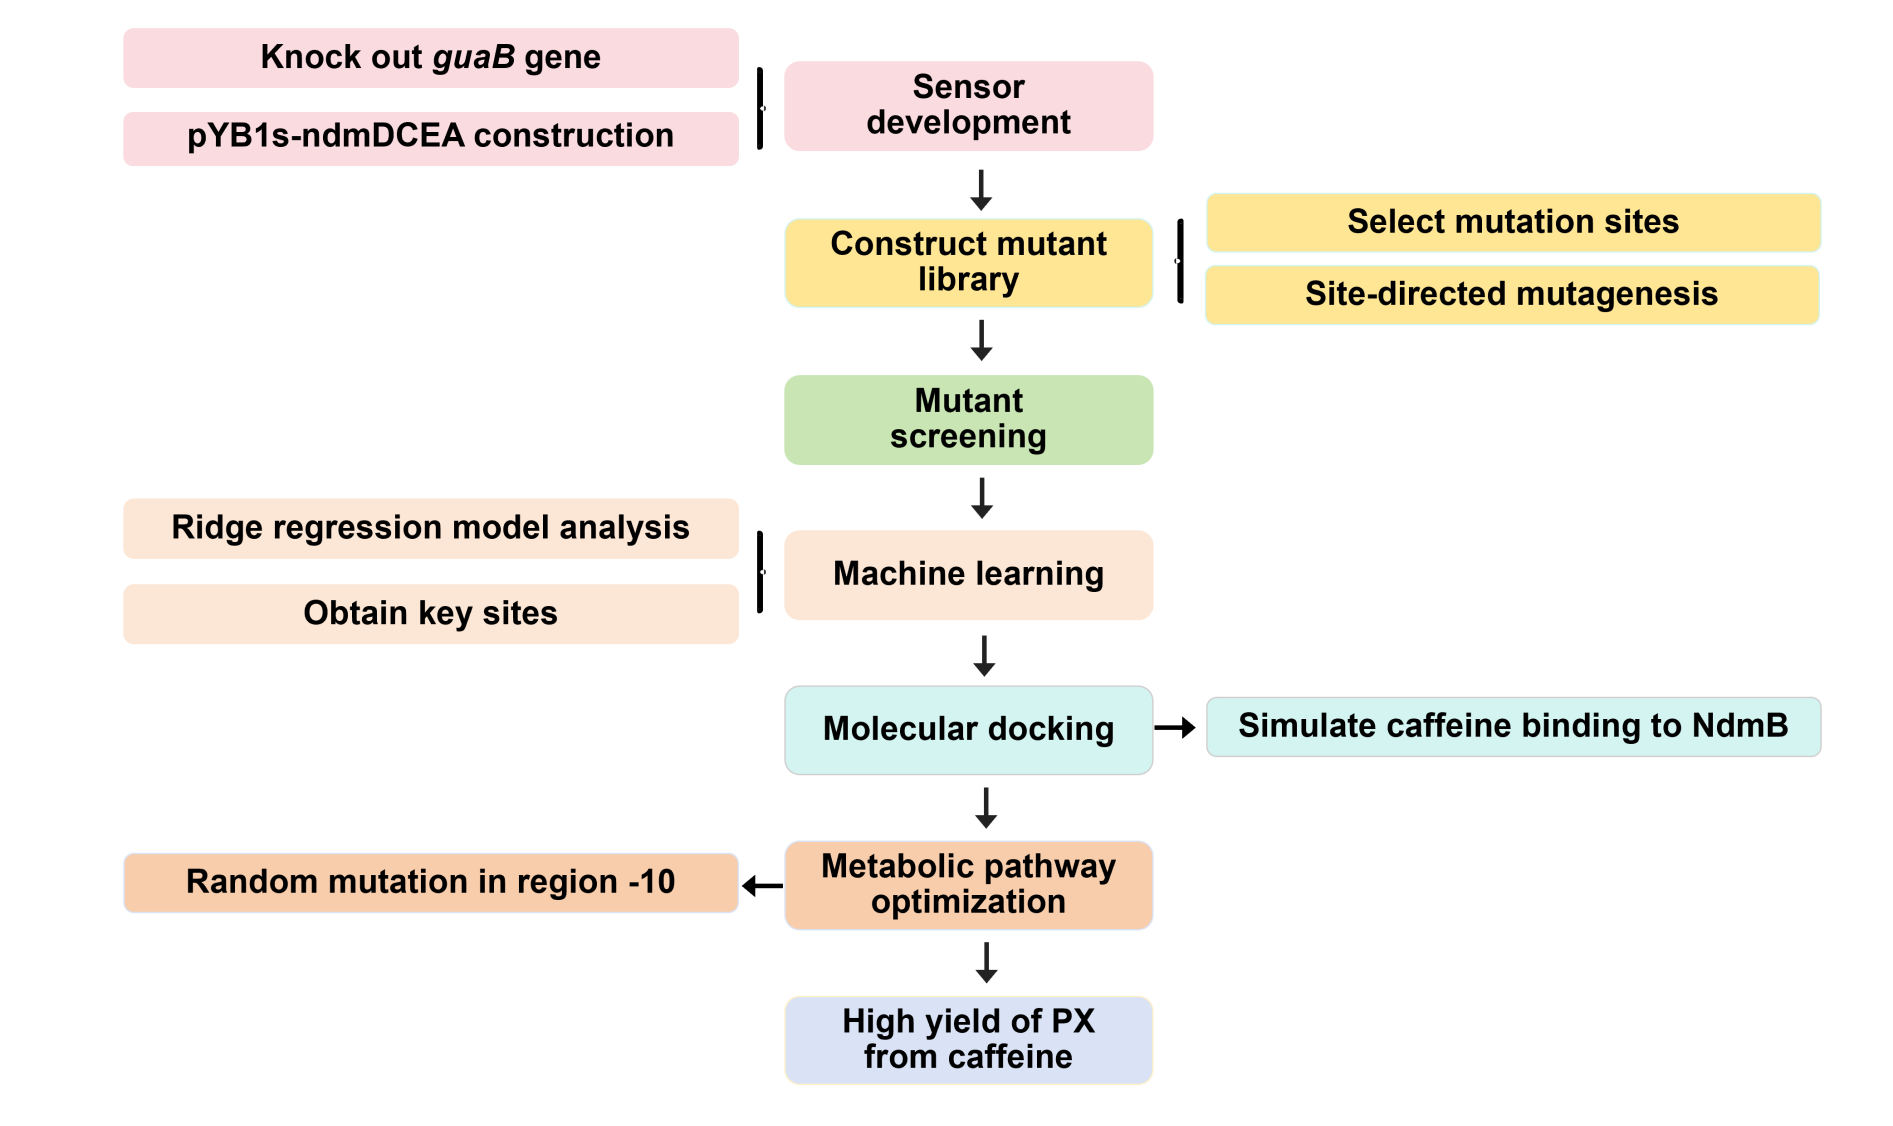 Knock out guaB gene
pYB1s-ndmDCEA construction
Sensor
development
Construct mutant
library
Select mutation sites
Site-directed mutagenesis
Mutant
screening
Ridge regression model analysis
Obtain key sites
Machine learning
Molecular docking
Simulate caffeine binding to NdmB
Random mutation in region -10
Metabolic pathway
optimization
High yield of PX
from caffeine